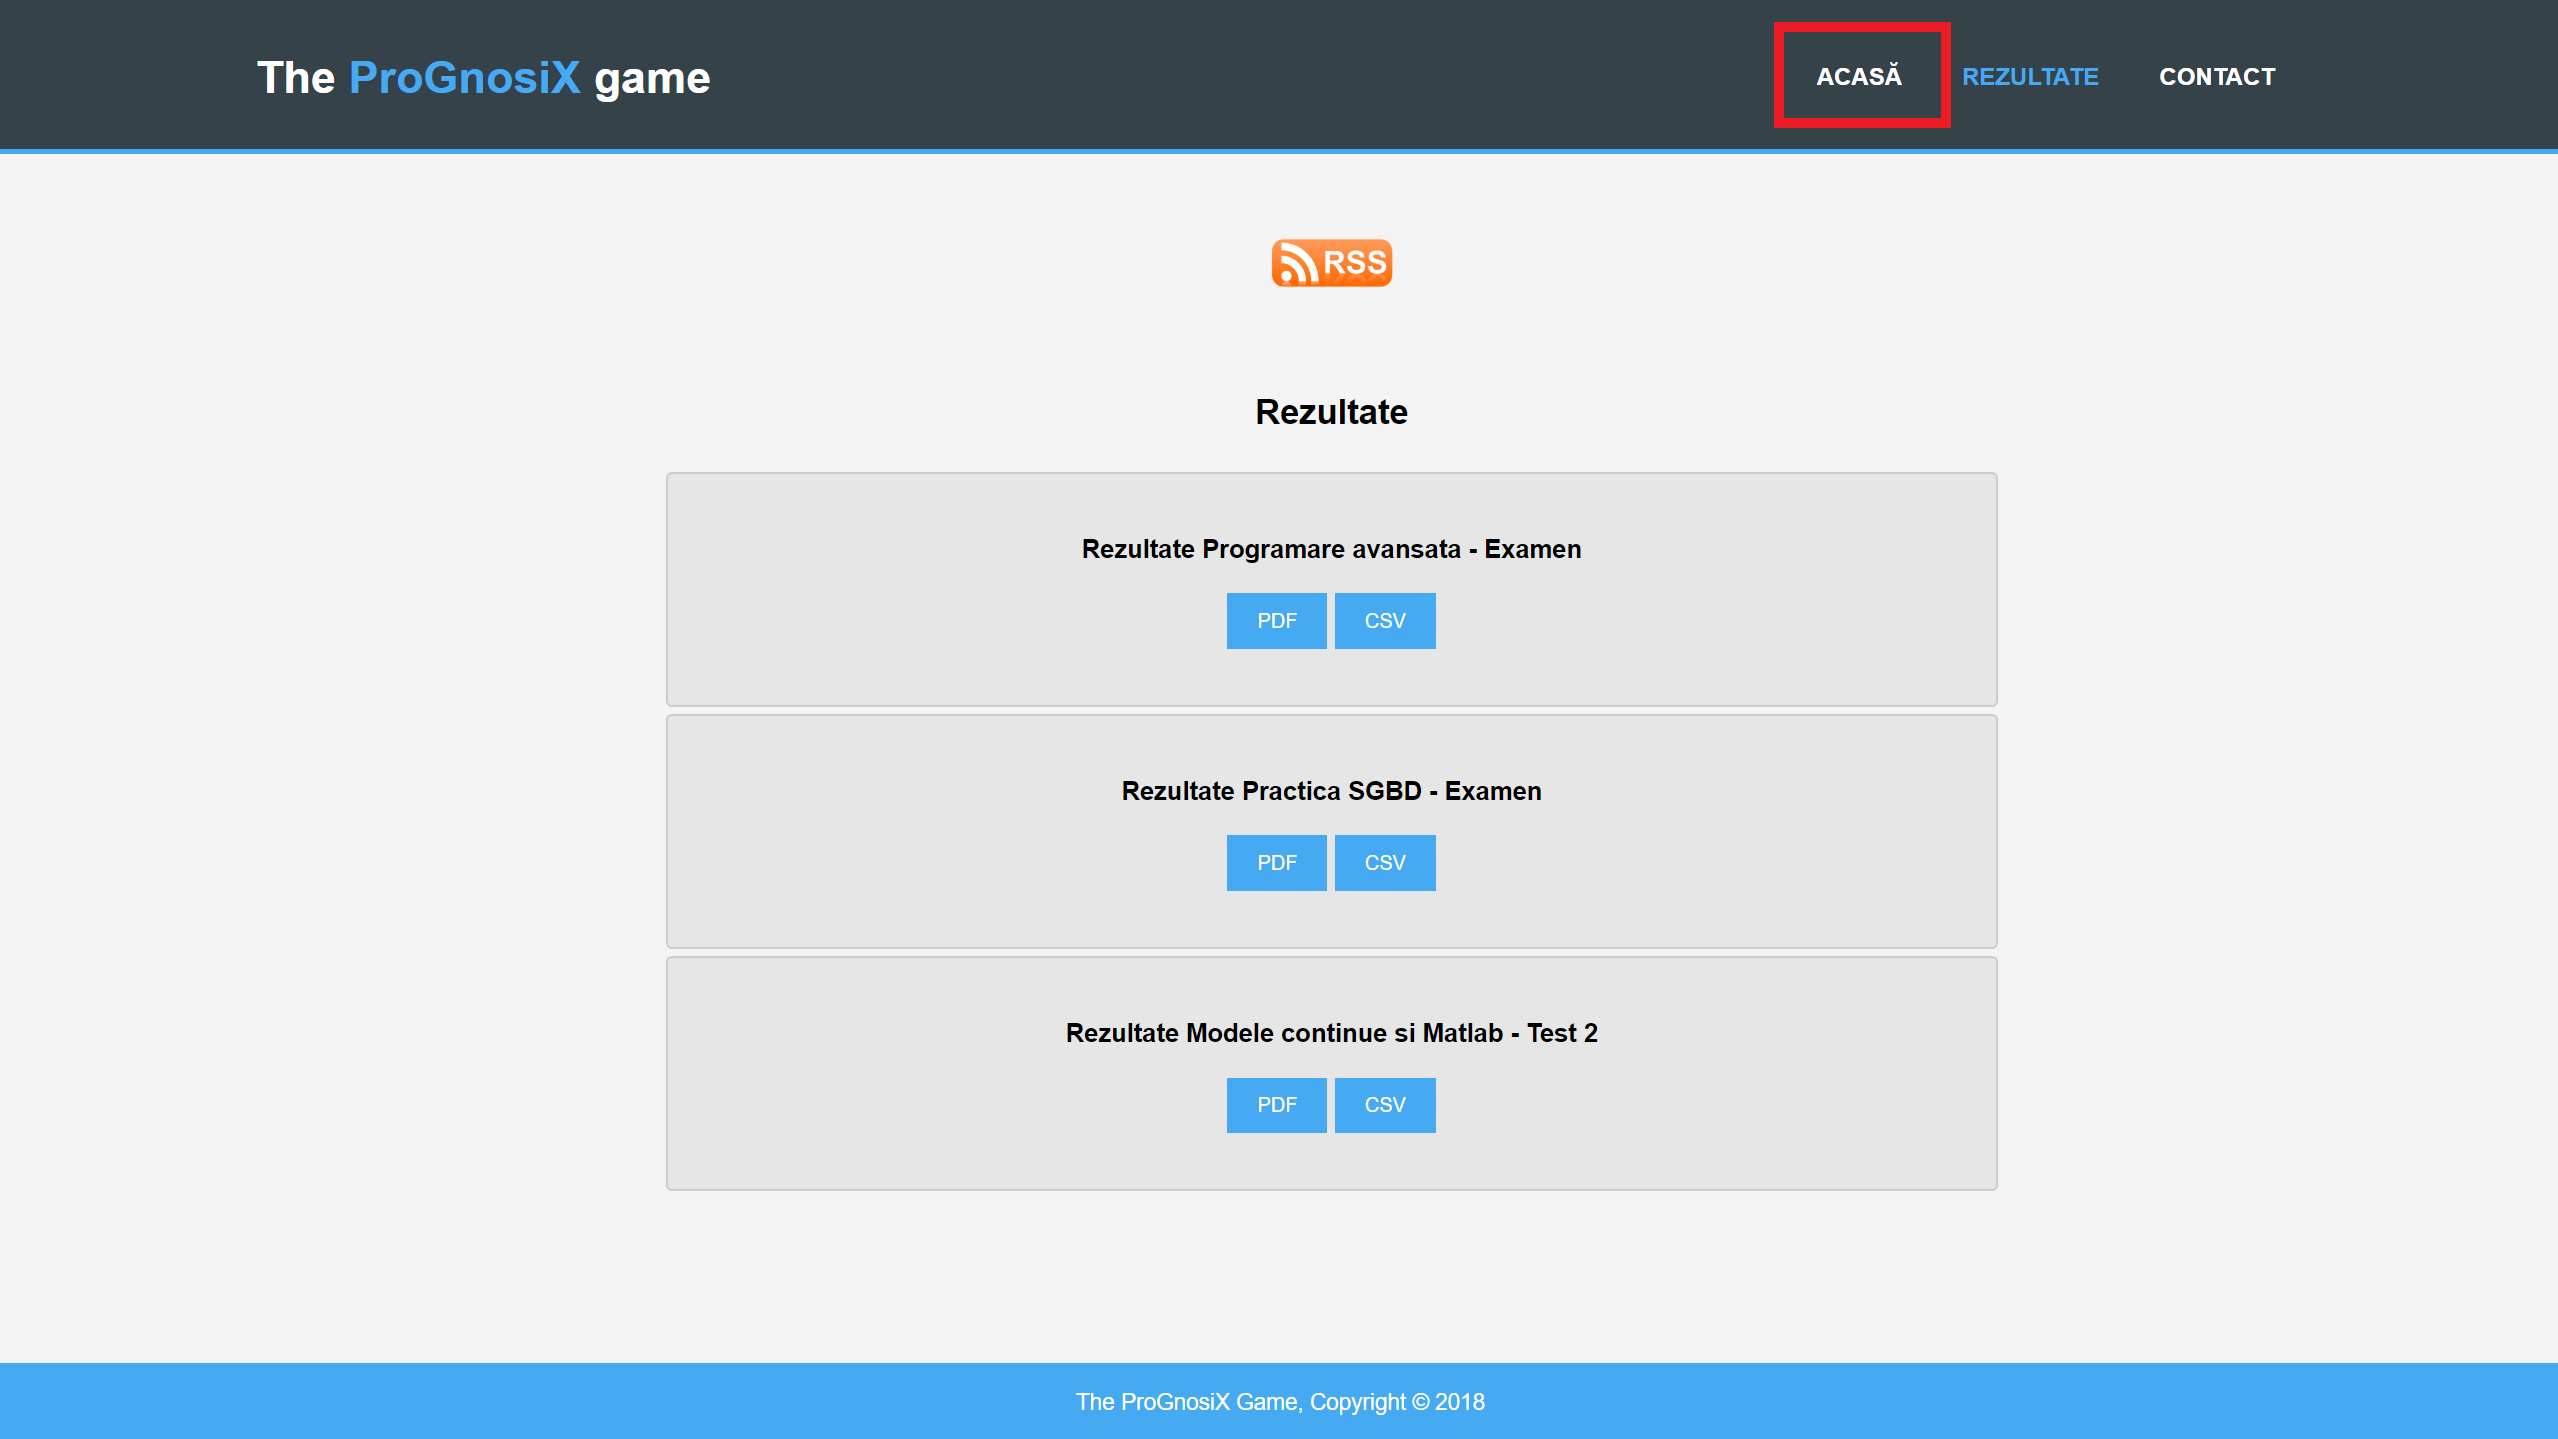 The ProGnosiX game
ACASĂ REZULTATE CONTACT
RSS
Rezultate
Rezultate Programare avansata - Examen
PDF CSV
Rezultate Practica SGBD - Examen
PDF CSV
Rezultate Modele continue si Matlab - Test 2
PDF CSV
The ProGnosiX Game, Copyright © 2018